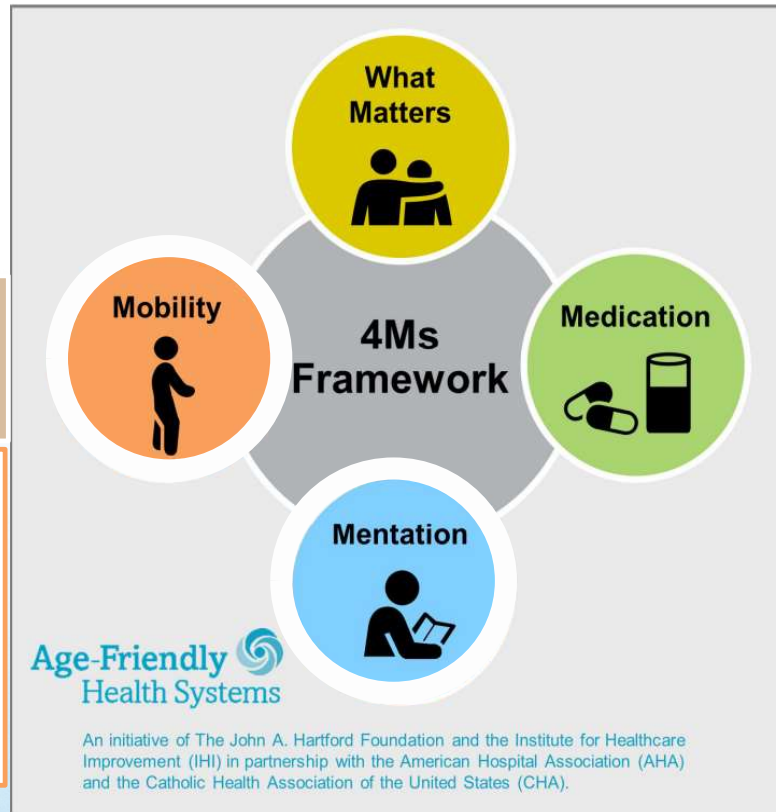 What
Matters
Mobility
4Ms
Framework
Medication
Mentation
Age-Friendly
Health Systems
An initiative of The John A. Hartford Foundation and the Institute for Healthcare
Improvement (IHI) in partnership with the American Hospital Association (AHA)
and the Catholic Health Association of the United States (CHA).